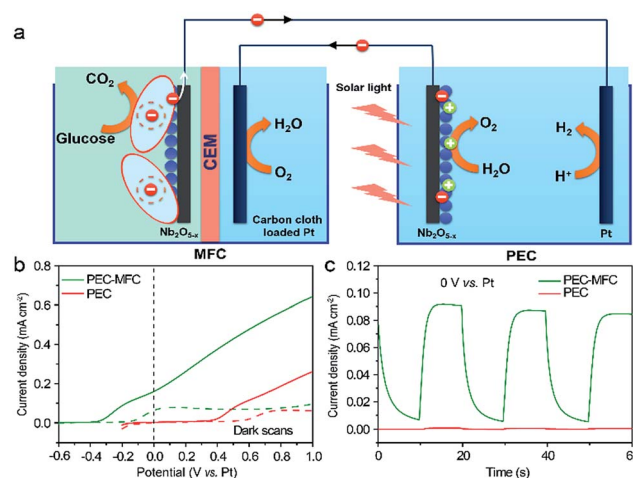 a
CO2
Glucose
CEM
H2O
O2
Carbon cloth
loaded Pt
Nb2O5-x
MFC
Solar light
O2
H2O
H2
H+
Nb2O5-x
Pt
PEC
b
PEC-MFC
PEC
Dark scans
Current density (mA cm-2)
0.8
0.6
0.4
0.2
0.0
-0.6 -0.4 -0.2 0.0 0.2 0.4 0.6 0.8 1.0
Potential (V vs. Pt)
c
0 V vs. Pt
PEC-MFC
PEC
Current density (mA cm-2)
0.12
0.10
0.08
0.06
0.04
0.02
0.00
0 20 40 6
Time (s)